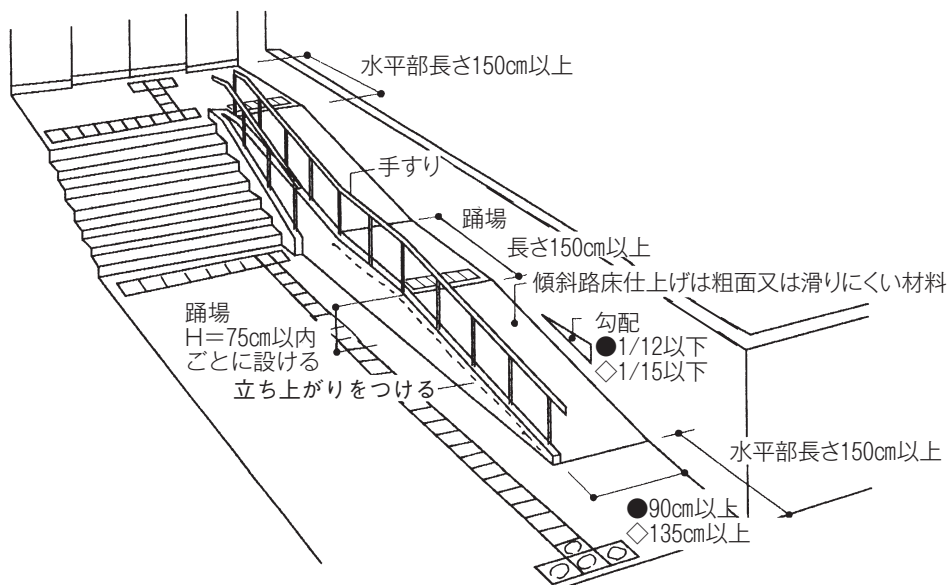 水平部長さ150cm以上
手すり
踊場
長さ150cm以上
傾斜路床仕上げは粗面又は滑りにくい材料
踊場
H＝75cm以内
ごとに設ける
勾配
●1/12以下
◇1/15以下
立ち上がりをつける
水平部長さ150cm以上
●90cm以上
◇135cm以上